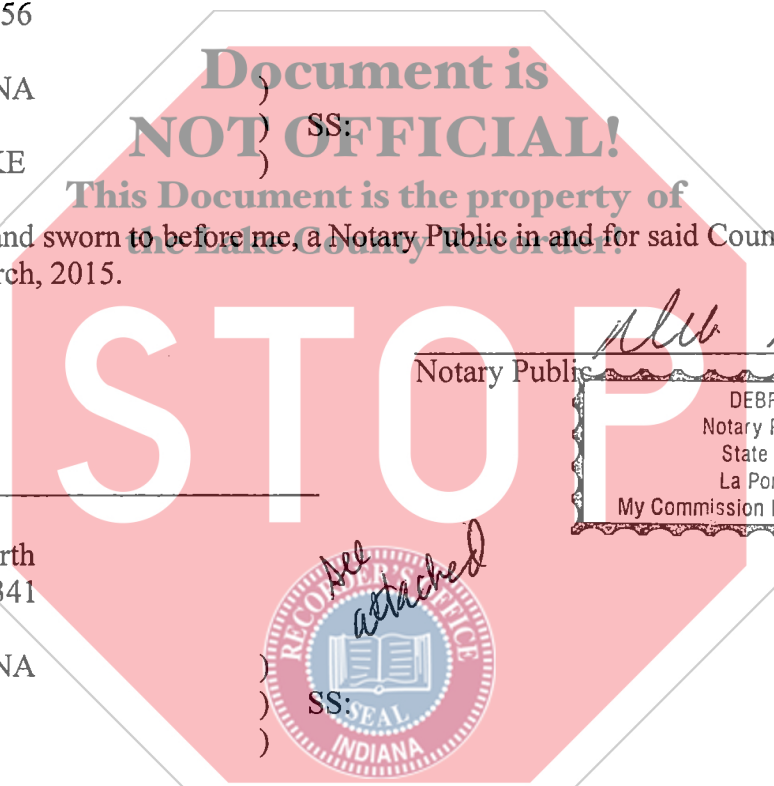 56
Document is
NA )
NOT OFFICIAL!
) SS:
KE )
This Document is the property of
the Lake County Recorder!
and sworn to before me, a Notary Public in and for said Coun
rch, 2015.
STOP
Notary Public
DEBR
Notary P
State
La Por
My Commission
see
attached
rth
341
RECORDER'S OFFICE
NA )
) SS:
SEAL
)
INDIANA